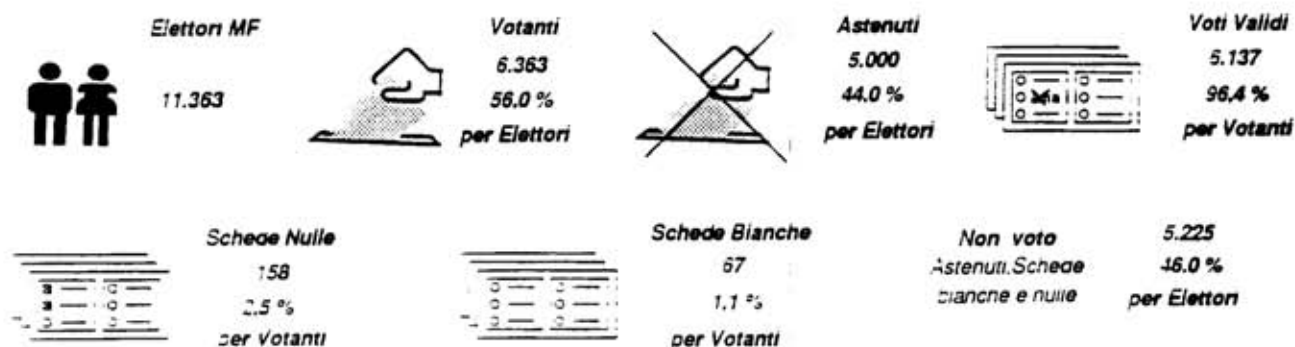 Elettori MF
11.363
Votanti
6.363
56.0 %
per Elettori
Astenuti
5.000
44.0 %
per Elettori
Voti Validi
5.137
96.4 %
per Votanti
Schede Nulle
158
2.5 %
per Votanti
Schede Bianche
67
1.1 %
per Votanti
Non voto
Astenuti.Schede
bianche e nulle
5.225
46.0 %
per Elettori